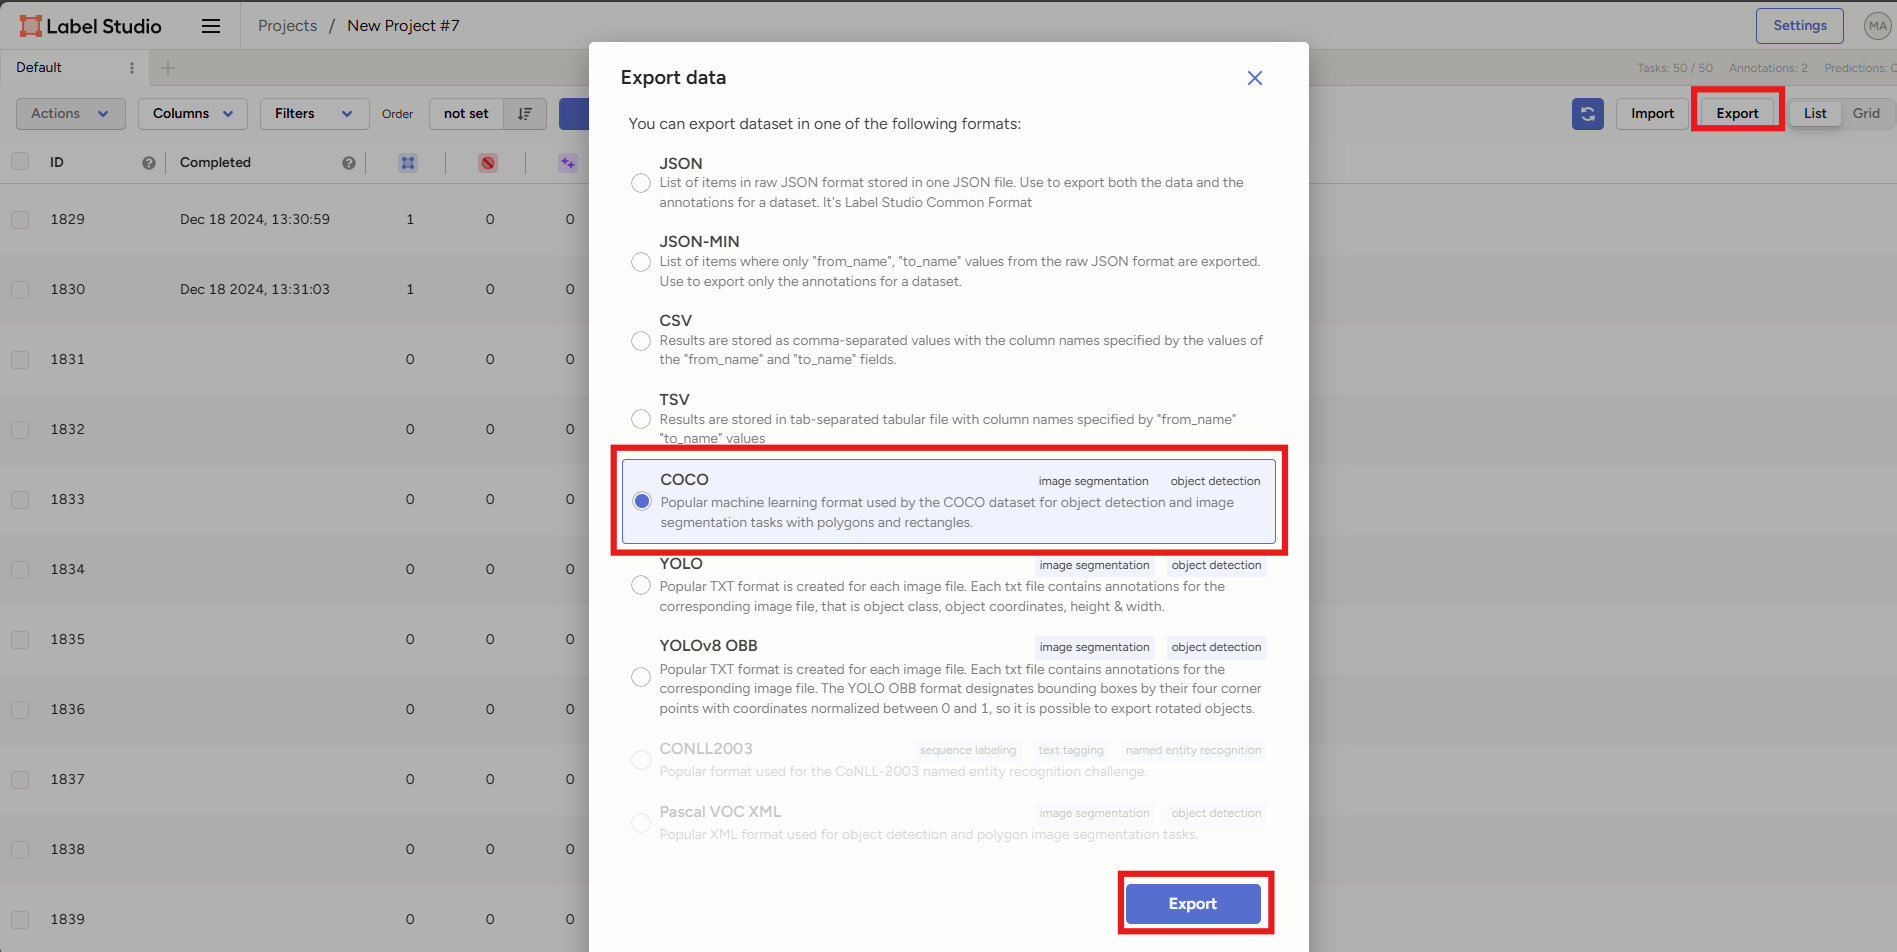 Label Studio
Projects / New Project #7
Settings
MA
Default
Tasks: 50 / 50 Annotations: 2 Predictions: 0
Actions
Columns
Filters
Order
not set
Import
Export
List
Grid
ID
Completed
1829 Dec 18 2024, 13:30:59 1 0 0
1830 Dec 18 2024, 13:31:03 1 0 0
1831 0 0 0
1832 0 0 0
1833 0 0 0
1834 0 0 0
1835 0 0 0
1836 0 0 0
1837 0 0 0
1838 0 0 0
1839 0 0 0
Export data
You can export dataset in one of the following formats:
JSON
List of items in raw JSON format stored in one JSON file. Use to export both the data and the
annotations for a dataset. It's Label Studio Common Format
JSON-MIN
List of items where only "from_name", "to_name" values from the raw JSON format are exported.
Use to export only the annotations for a dataset.
CSV
Results are stored as comma-separated values with the column names specified by the values of
the "from_name" and "to_name" fields.
TSV
Results are stored in tab-separated tabular file with column names specified by "from_name"
"to_name" values
COCO image segmentation object detection
Popular machine learning format used by the COCO dataset for object detection and image
segmentation tasks with polygons and rectangles.
YOLO image segmentation object detection
Popular TXT format is created for each image file. Each txt file contains annotations for the
corresponding image file, that is object class, object coordinates, height & width.
YOLOv8 OBB image segmentation object detection
Popular TXT format is created for each image file. Each txt file contains annotations for the
corresponding image file. The YOLO OBB format designates bounding boxes by their four corner
points with coordinates normalized between 0 and 1, so it is possible to export rotated objects.
CONLL2003 sequence labeling text tagging named entity recognition
Popular format used for the CoNLL-2003 named entity recognition challenge.
Pascal VOC XML image segmentation object detection
Popular XML format used for object detection and polygon image segmentation tasks.
Export